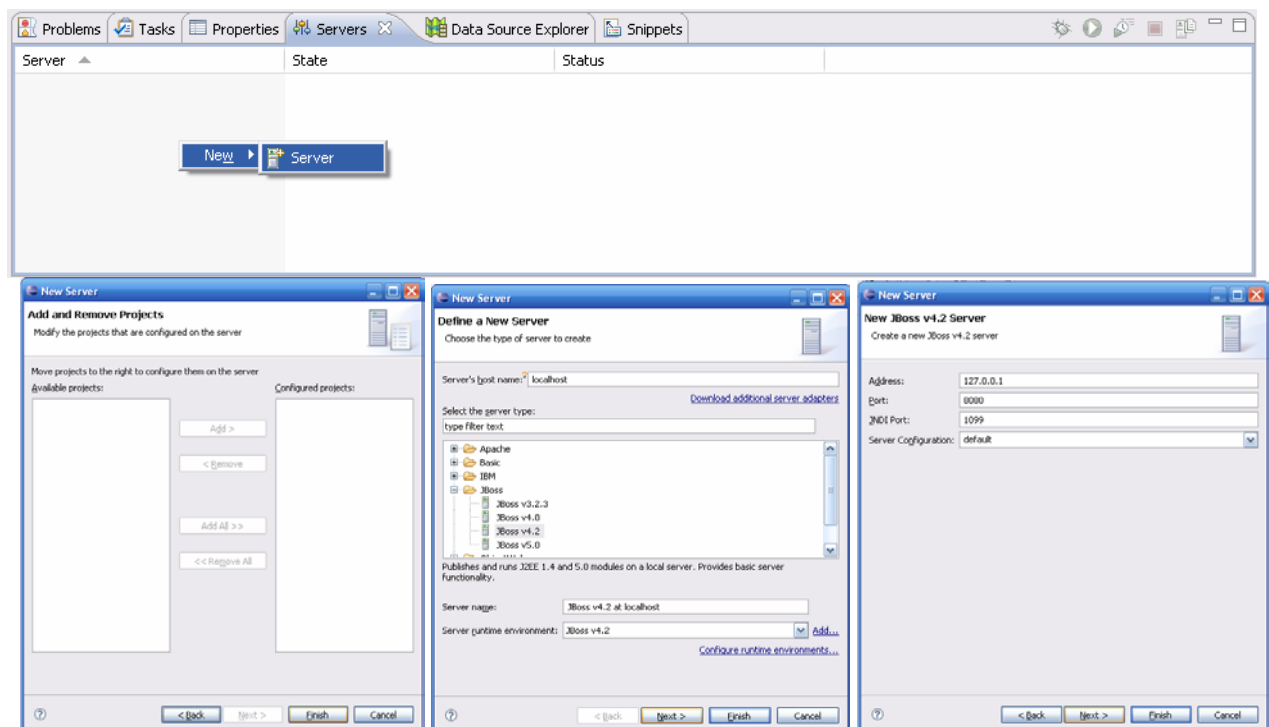 Problems Tasks Properties Servers Data Source Explorer Snippets
Server State Status
New Server
New Server
Add and Remove Projects
Modify the projects that are configured on the server
Move projects to the right to configure them on the server
Available projects: Configured projects:
Add >
< Remove
Add All >>
<< Remove All
< Back Next > Finish Cancel
New Server
Define a New Server
Choose the type of server to create
Server's host name:* localhost
Download additional server adapters
Select the server type:
type filter text
Apache
Basic
IBM
JBoss
JBoss v3.2.3
JBoss v4.0
JBoss v4.2
JBoss v5.0
Publishes and runs J2EE 1.4 and 5.0 modules on a local server. Provides basic server
functionality.
Server name: JBoss v4.2 at localhost
Server runtime environment: JBoss v4.2 Add...
Configure runtime environments...
< Back Next > Finish Cancel
New Server
New JBoss v4.2 Server
Create a new JBoss v4.2 server
Address: 127.0.0.1
Port: 8080
JNDI Port: 1099
Server Configuration: default
< Back Next > Finish Cancel